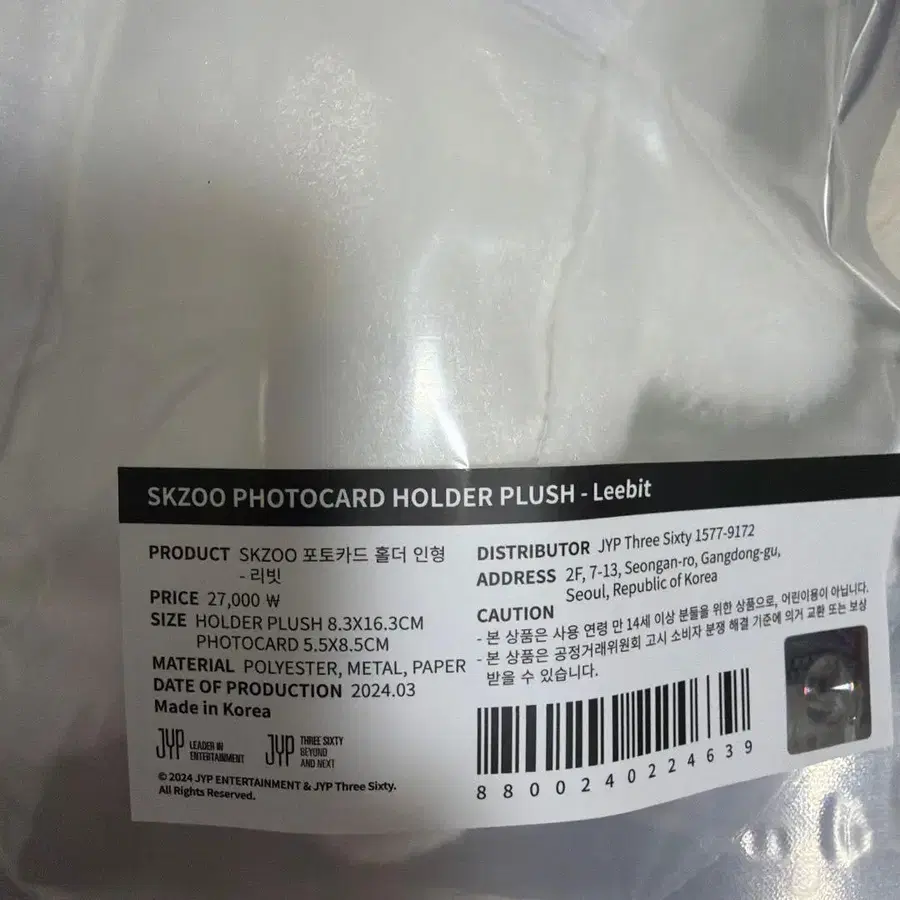 SKZOO PHOTOCARD HOLDER PLUSH - Leebit
PRODUCT SKZOO 포토카드 홀더 인형
- 리빗
PRICE 27,000 ₩
SIZE HOLDER PLUSH 8.3X16.3CM
PHOTOCARD 5.5X8.5CM
MATERIAL POLYESTER, METAL, PAPER
DATE OF PRODUCTION 2024.03
Made in Korea
JYP LEADER IN
ENTERTAINMENT
JYP THREE SIXTY
BEYOND
AND NEXT
© 2024 JYP ENTERTAINMENT & JYP Three Sixty.
All Rights Reserved.
DISTRIBUTOR JYP Three Sixty 1577-9172
ADDRESS 2F, 7-13, Seongan-ro, Gangdong-gu,
Seoul, Republic of Korea
CAUTION
- 본 상품은 사용 연령 만 14세 이상 분들을 위한 상품으로, 어린이용이 아닙니다.
- 본 상품은 공정거래위원회 고시 소비자 분쟁 해결 기준에 의거 교환 또는 보상
받을 수 있습니다.
8800240224639